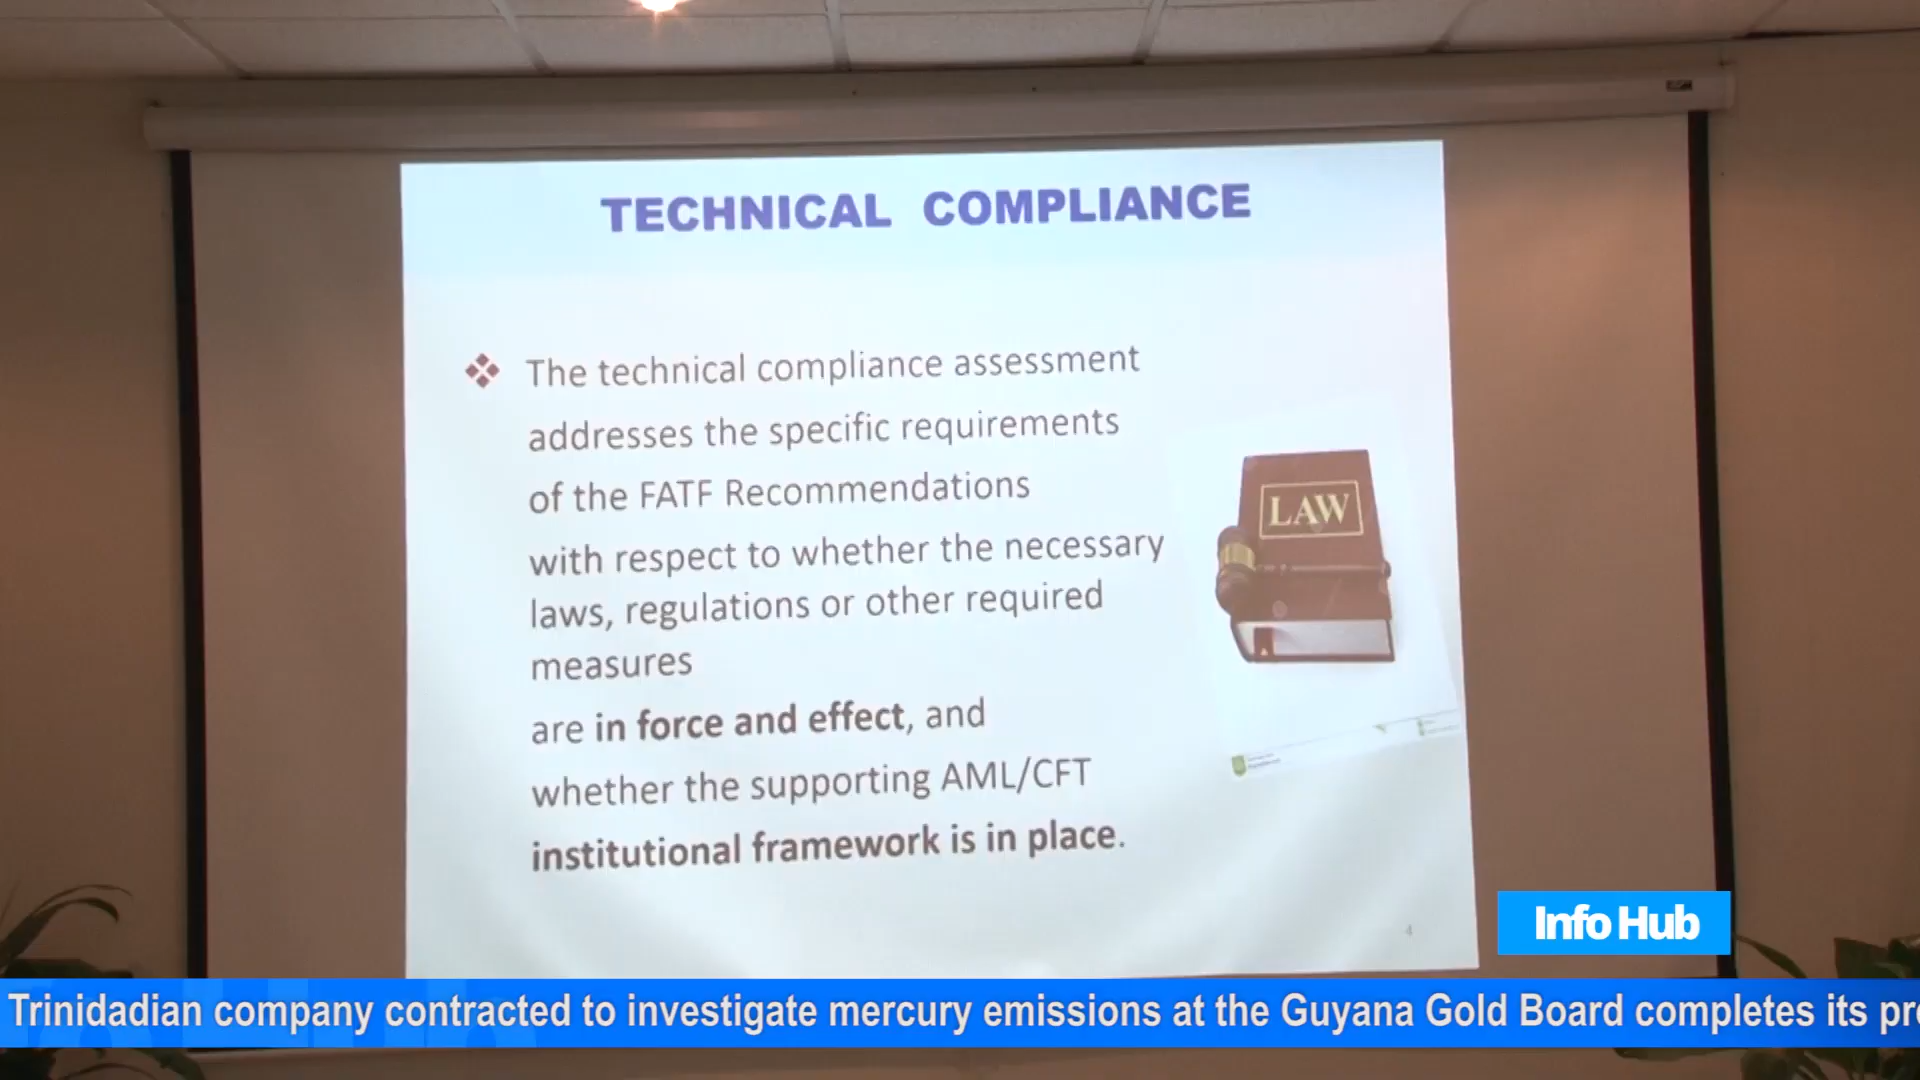 TECHNICAL COMPLIANCE
The technical compliance assessment
addresses the specific requirements
of the FATF Recommendations
with respect to whether the necessary
laws, regulations or other required
measures
are in force and effect, and
whether the supporting AML/CFT
institutional framework is in place.
LAW
4
Info Hub
Trinidadian company contracted to investigate mercury emissions at the Guyana Gold Board completes its